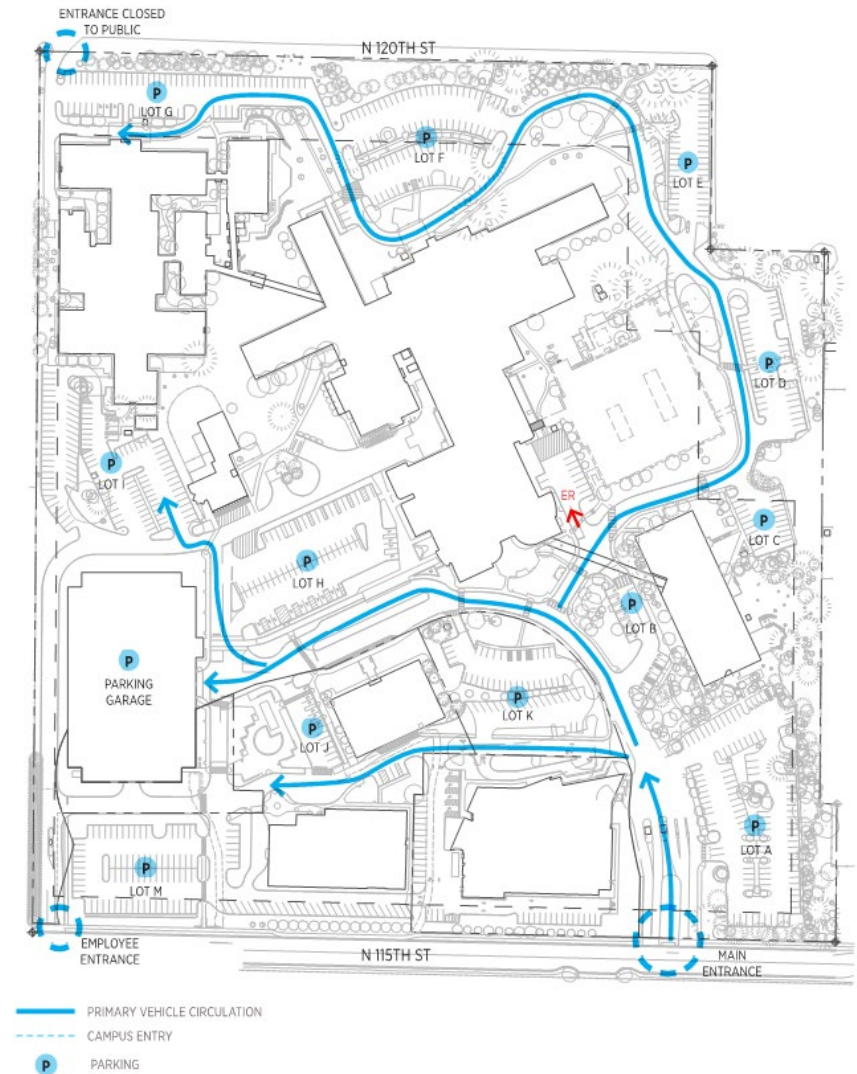 ENTRANCE CLOSED
TO PUBLIC
N 120TH ST
P
LOT G
P
LOT F
P
LOT E
P
LOT D
P
LOT I
ER
P
LOT C
P
LOT H
P
LOT B
P
PARKING
GARAGE
P
LOT K
P
LOT J
P
LOT A
P
LOT M
EMPLOYEE
ENTRANCE
N 115TH ST
MAIN
ENTRANCE
PRIMARY VEHICLE CIRCULATION
CAMPUS ENTRY
P
PARKING